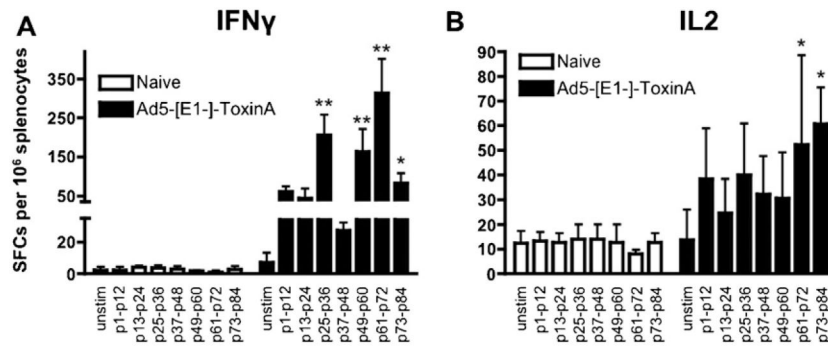 A
IFNγ
SFCs per 10⁶ splenocytes
350
250
150
50
20
0
Naive
Ad5-[E1-]-ToxinA
** ** ** *
unstim p1-p12 p13-p24 p25-p36 p37-p48 p49-p60 p61-p72 p73-p84 unstim p1-p12 p13-p24 p25-p36 p37-p48 p49-p60 p61-p72 p73-p84
B
IL2
90
80
70
60
50
40
30
20
10
0
Naive
Ad5-[E1-]-ToxinA
* *
unstim p1-p12 p13-p24 p25-p36 p37-p48 p49-p60 p61-p72 p73-p84 unstim p1-p12 p13-p24 p25-p36 p37-p48 p49-p60 p61-p72 p73-p84